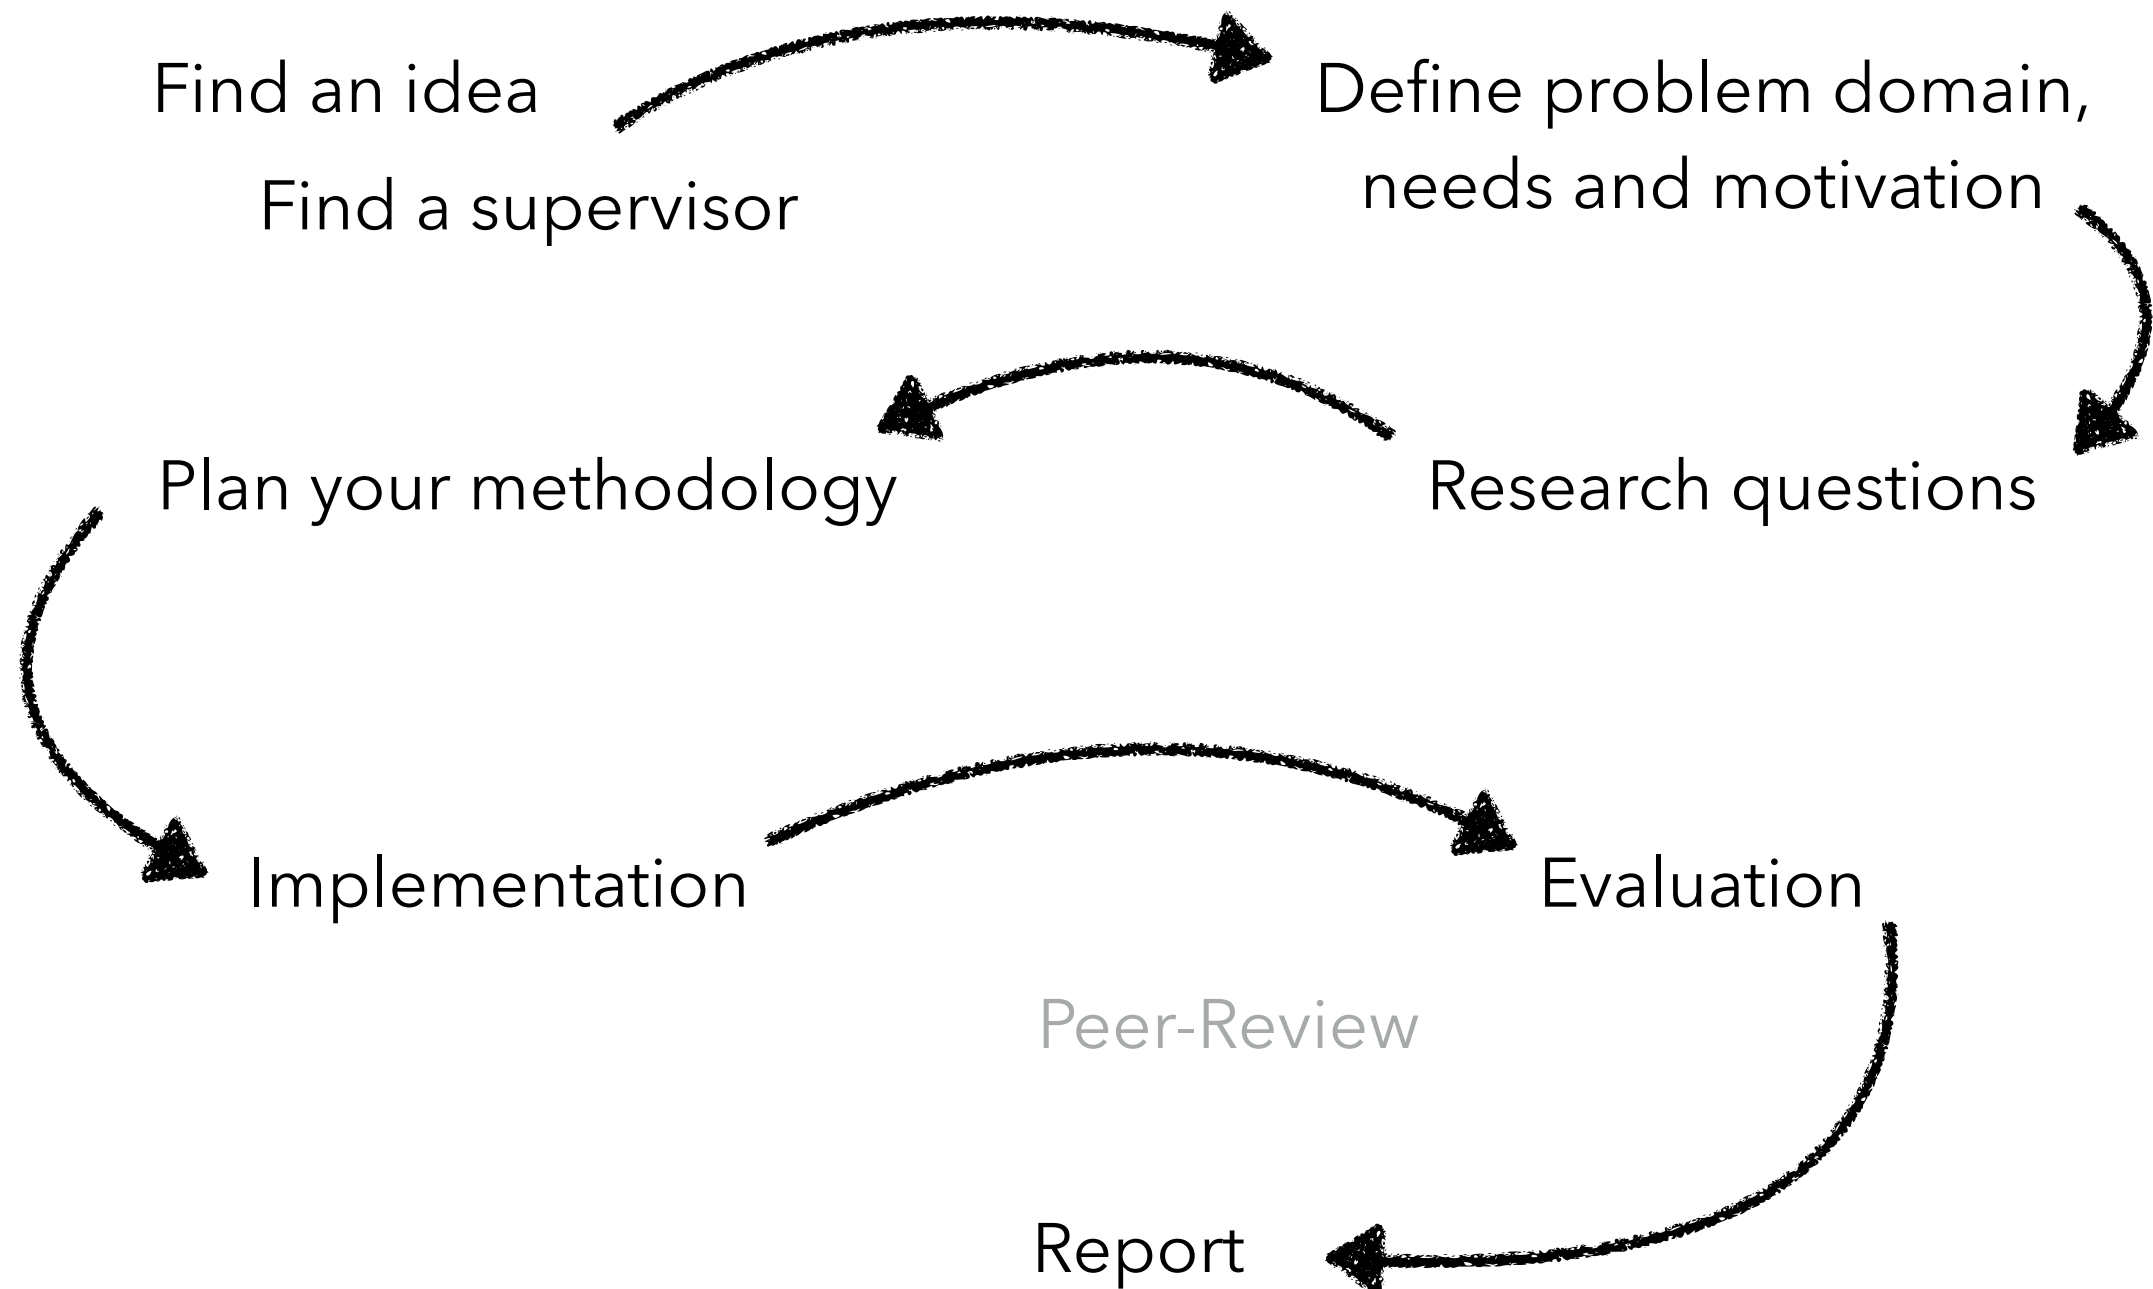 Find an idea
Find a supervisor
Define problem domain,
needs and motivation
Research questions
Plan your methodology
Implementation
Evaluation
Peer-Review
Report